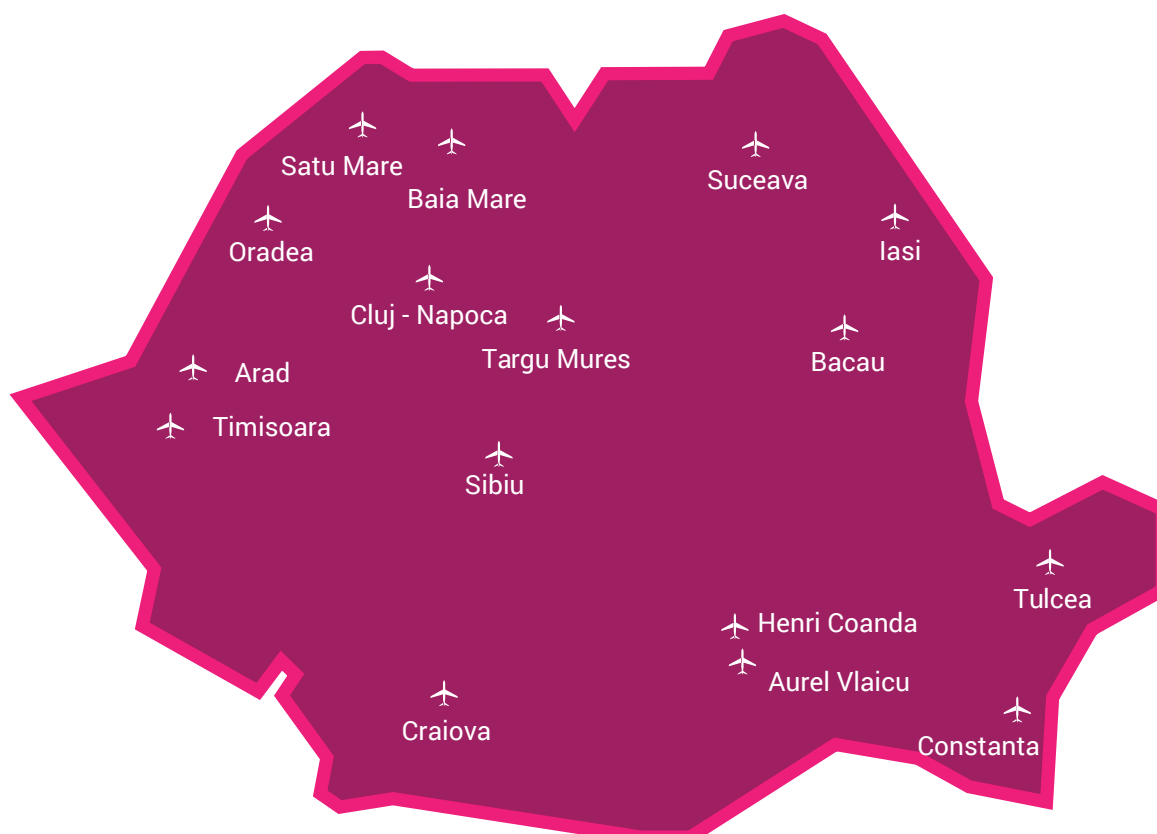 Satu Mare
Baia Mare
Suceava
Oradea
Iasi
Cluj - Napoca
Targu Mures
Bacau
Arad
Timisoara
Sibiu
Tulcea
Henri Coanda
Aurel Vlaicu
Craiova
Constanta